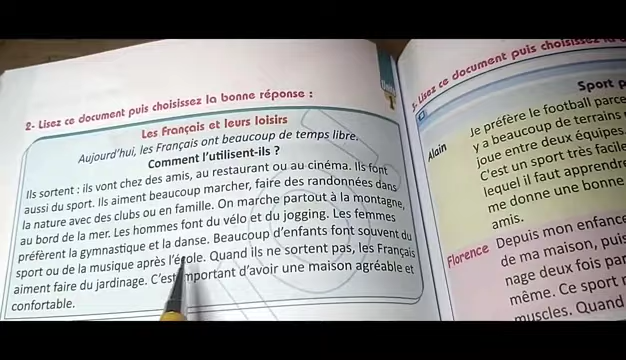 2- Lisez ce document puis choisissez la bonne réponse :
Les Français et leurs loisirs
Aujourd'hui, les Français ont beaucoup de temps libre.
Comment l'utilisent-ils ?
Ils sortent : ils vont chez des amis, au restaurant ou au cinéma. Ils font
aussi du sport. Ils aiment beaucoup marcher, faire des randonnées dans
la nature avec des clubs ou en famille. On marche partout à la montagne,
au bord de la mer. Les hommes font du vélo et du jogging. Les femmes
préfèrent la gymnastique et la danse. Beaucoup d'enfants font souvent du
sport ou de la musique après l'école. Quand ils ne sortent pas, les Français
aiment faire du jardinage. C'est important d'avoir une maison agréable et
confortable.
3- Lisez ce document puis choisissez la
Sport p
Alain
Je préfère le football parce
y a beaucoup de terrains
joue entre deux équipes.
C'est un sport très facile
lequel il faut apprendre
me donne une bonne
amis.
Florence
Depuis mon enfance
de ma maison, puis
nage deux fois par
même. Ce sport
muscles. Quand